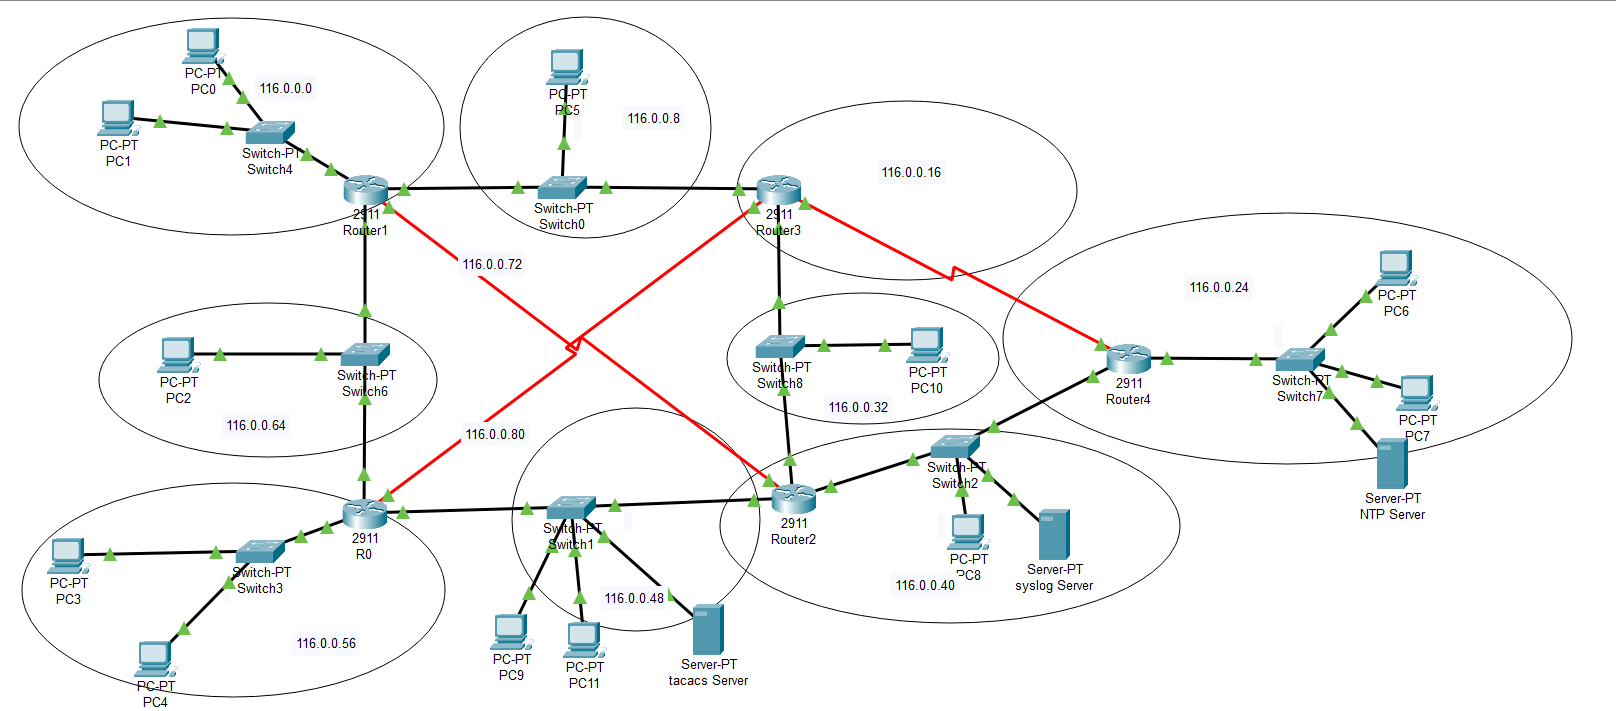 PC-PT
PC0
116.0.0.0
PC-PT
PC1
Switch-PT
Switch4
2911
Router1
PC-PT
PC5
116.0.0.8
Switch-PT
Switch0
2911
Router3
116.0.0.16
116.0.0.72
116.0.0.24
PC-PT
PC6
PC-PT
PC2
Switch-PT
Switch6
116.0.0.64
116.0.0.80
Switch-PT
Switch8
PC-PT
PC10
116.0.0.32
2911
Router4
Switch-PT
Switch7
PC-PT
PC7
Server-PT
NTP Server
2911
R0
Switch-PT
Switch3
PC-PT
PC3
PC-PT
PC4
116.0.0.56
Switch-PT
Switch1
116.0.0.48
PC-PT
PC9
PC-PT
PC11
Server-PT
tacacs Server
2911
Router2
Switch-PT
Switch2
PC-PT
PC8
116.0.0.40
Server-PT
syslog Server